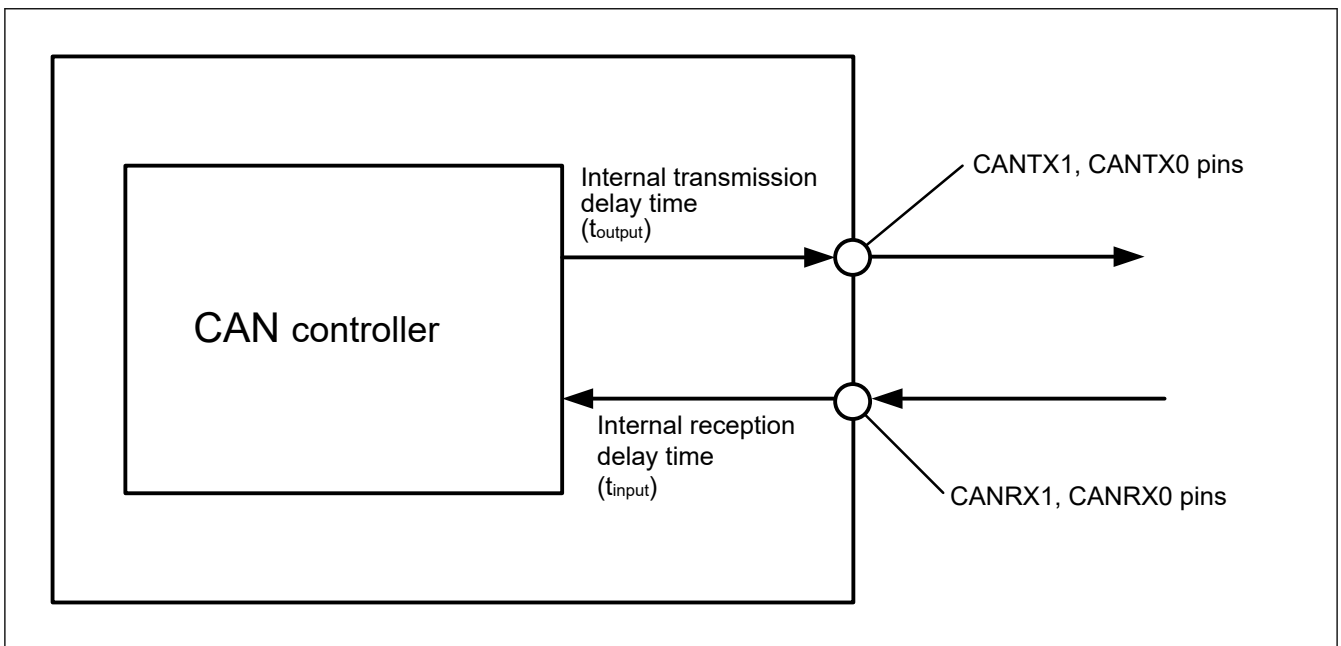 Internal transmission
delay time
(toutput)
CANTX1, CANTX0 pins
CAN controller
Internal reception
delay time
(tinput)
CANRX1, CANRX0 pins